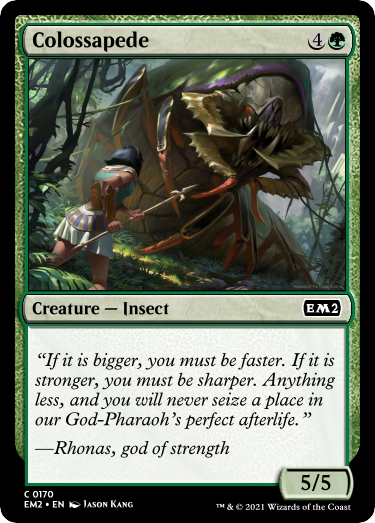 Colossapede 4
Creature — Insect EM2
“If it is bigger, you must be faster. If it is
stronger, you must be sharper. Anything
less, and you will never seize a place in
our God-Pharaoh’s perfect afterlife.”
—Rhonas, god of strength
5/5
C 0170
EM2 • EN JASON KANG
™ & © 2021 Wizards of the Coast